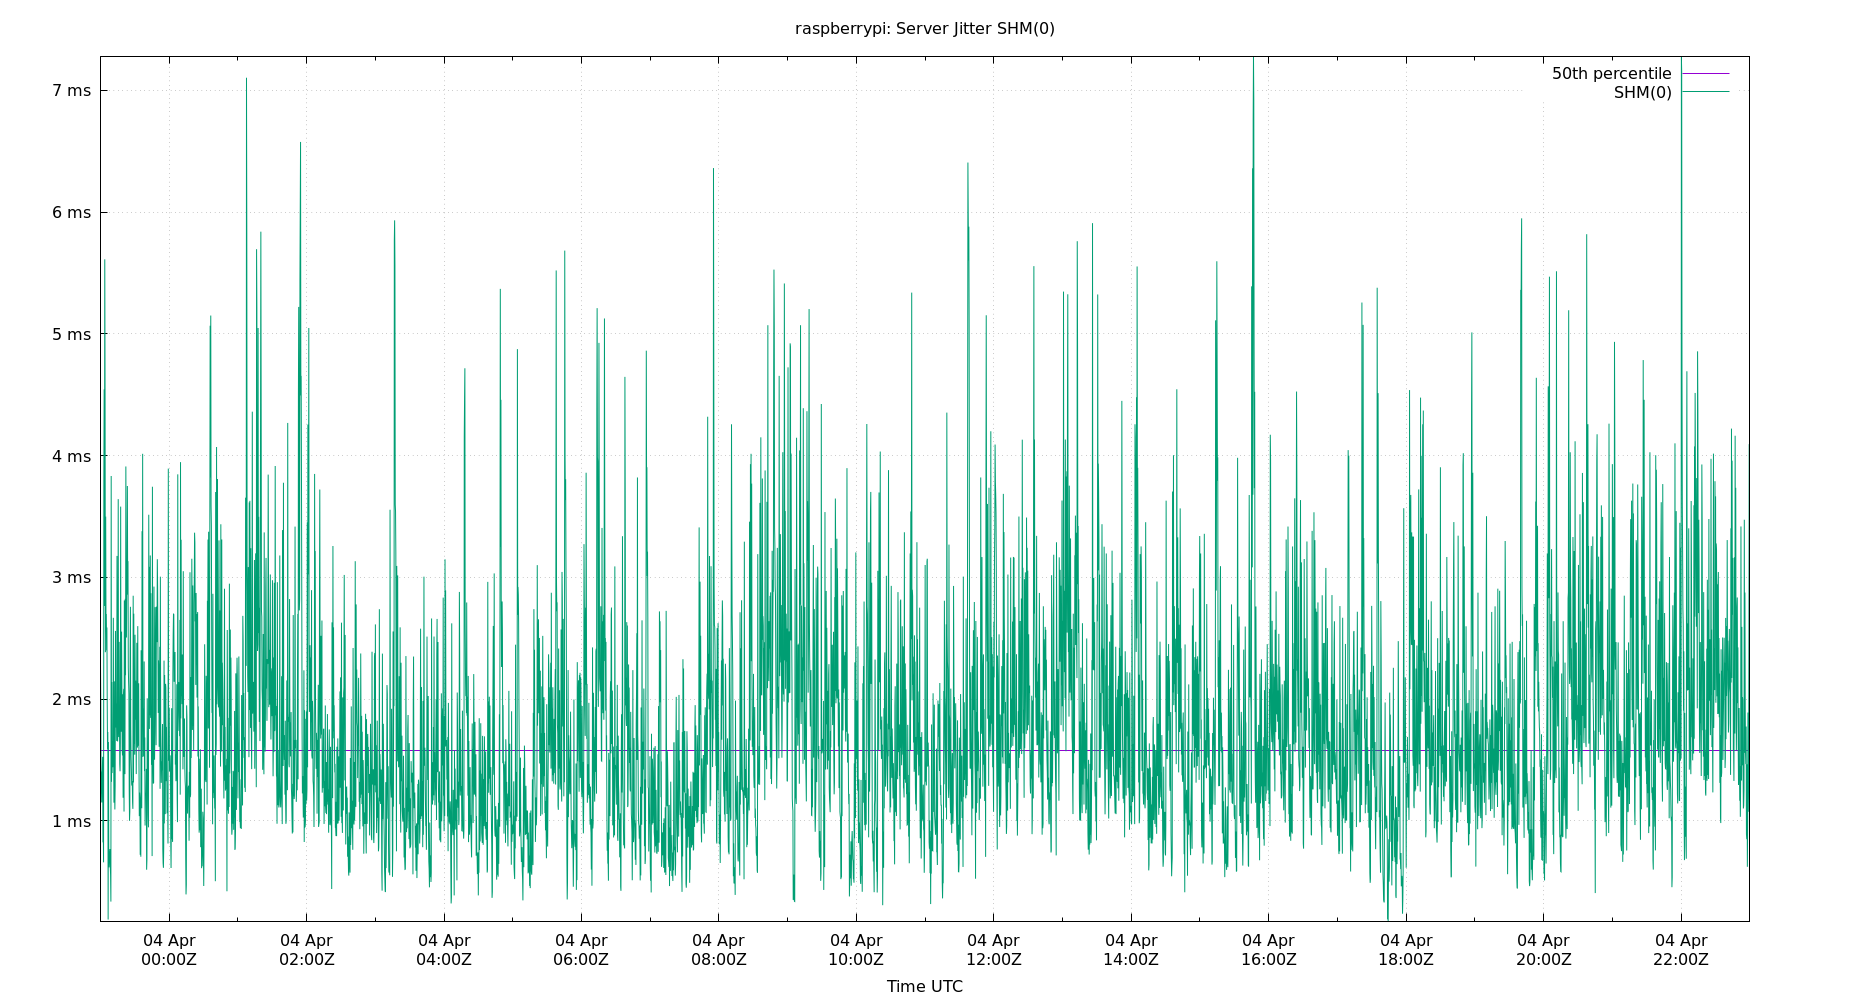 raspberrypi: Server Jitter SHM(0)
50th percentile
SHM(0)
7 ms
6 ms
5 ms
4 ms
3 ms
2 ms
1 ms
04 Apr 04 Apr 04 Apr 04 Apr 04 Apr 04 Apr 04 Apr 04 Apr 04 Apr 04 Apr 04 Apr 04 Apr
00:00Z 02:00Z 04:00Z 06:00Z 08:00Z 10:00Z 12:00Z 14:00Z 16:00Z 18:00Z 20:00Z 22:00Z
Time UTC